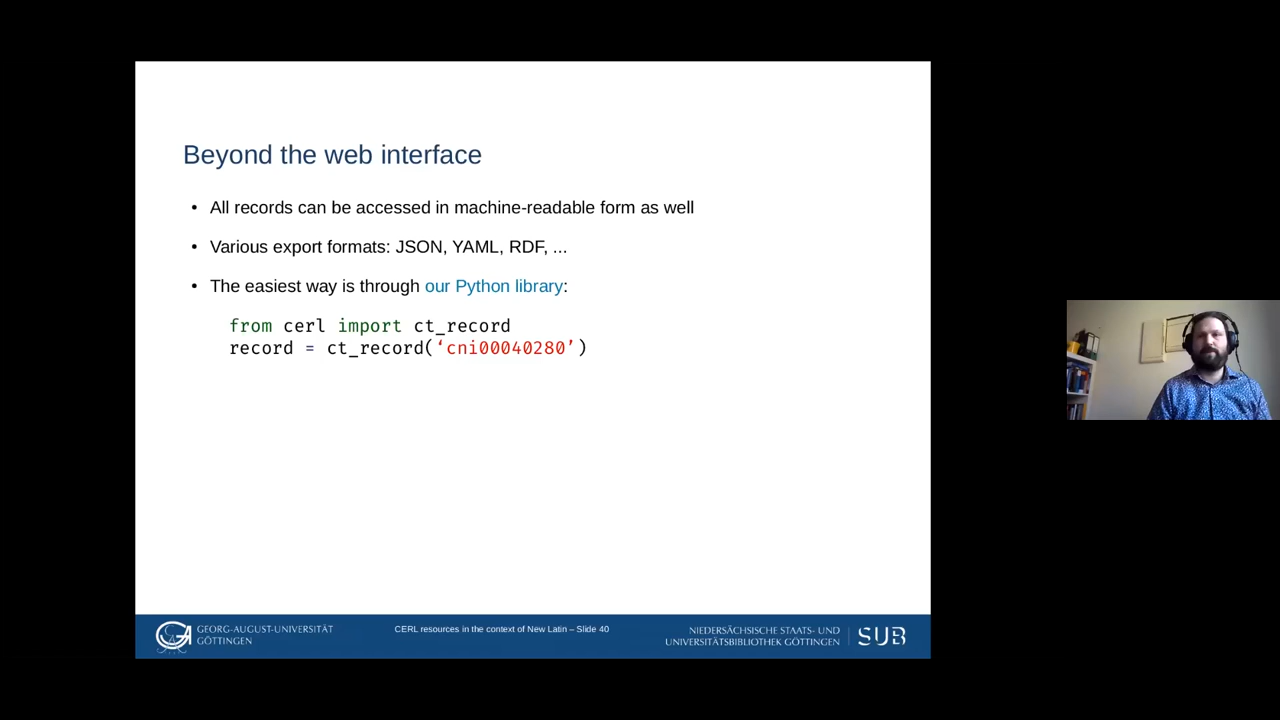 Beyond the web interface
• All records can be accessed in machine-readable form as well
• Various export formats: JSON, YAML, RDF, ...
• The easiest way is through our Python library:
from cerl import ct_record
record = ct_record(‘cni00040280’)
GEORG-AUGUST-UNIVERSITÄT
GÖTTINGEN
CERL resources in the context of New Latin – Slide 40
NIEDERSÄCHSISCHE STAATS- UND
UNIVERSITÄTSBIBLIOTHEK GÖTTINGEN
SUB